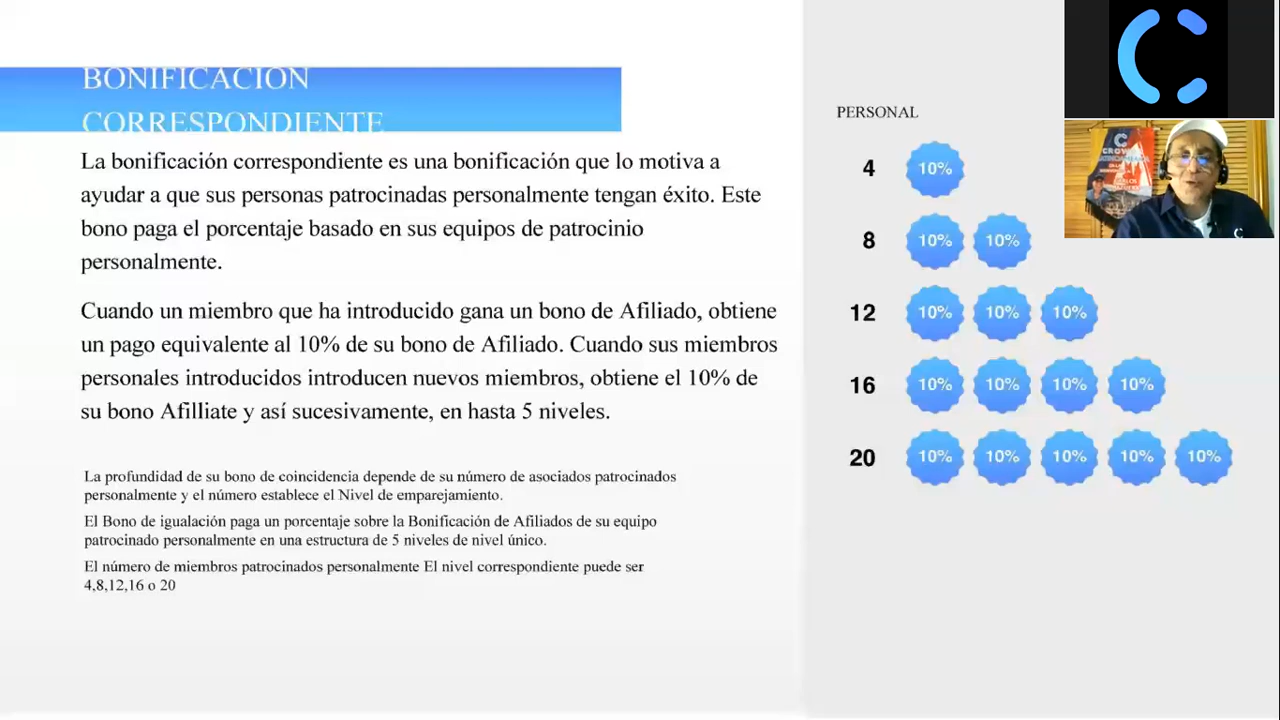 BONIFICACION
CORRESPONDIENTE
La bonificación correspondiente es una bonificación que lo motiva a
ayudar a que sus personas patrocinadas personalmente tengan éxito. Este
bono paga el porcentaje basado en sus equipos de patrocinio
personalmente.
Cuando un miembro que ha introducido gana un bono de Afiliado, obtiene
un pago equivalente al 10% de su bono de Afiliado. Cuando sus miembros
personales introducidos introducen nuevos miembros, obtiene el 10% de
su bono Afilliate y así sucesivamente, en hasta 5 niveles.
La profundidad de su bono de coincidencia depende de su número de asociados patrocinados
personalmente y el número establece el Nivel de emparejamiento.
El Bono de igualación paga un porcentaje sobre la Bonificación de Afiliados de su equipo
patrocinado personalmente en una estructura de 5 niveles de nivel único.
El número de miembros patrocinados personalmente El nivel correspondiente puede ser
4,8,12,16 o 20
PERSONAL
4 10%
8 10% 10%
12 10% 10% 10%
16 10% 10% 10% 10%
20 10% 10% 10% 10% 10%